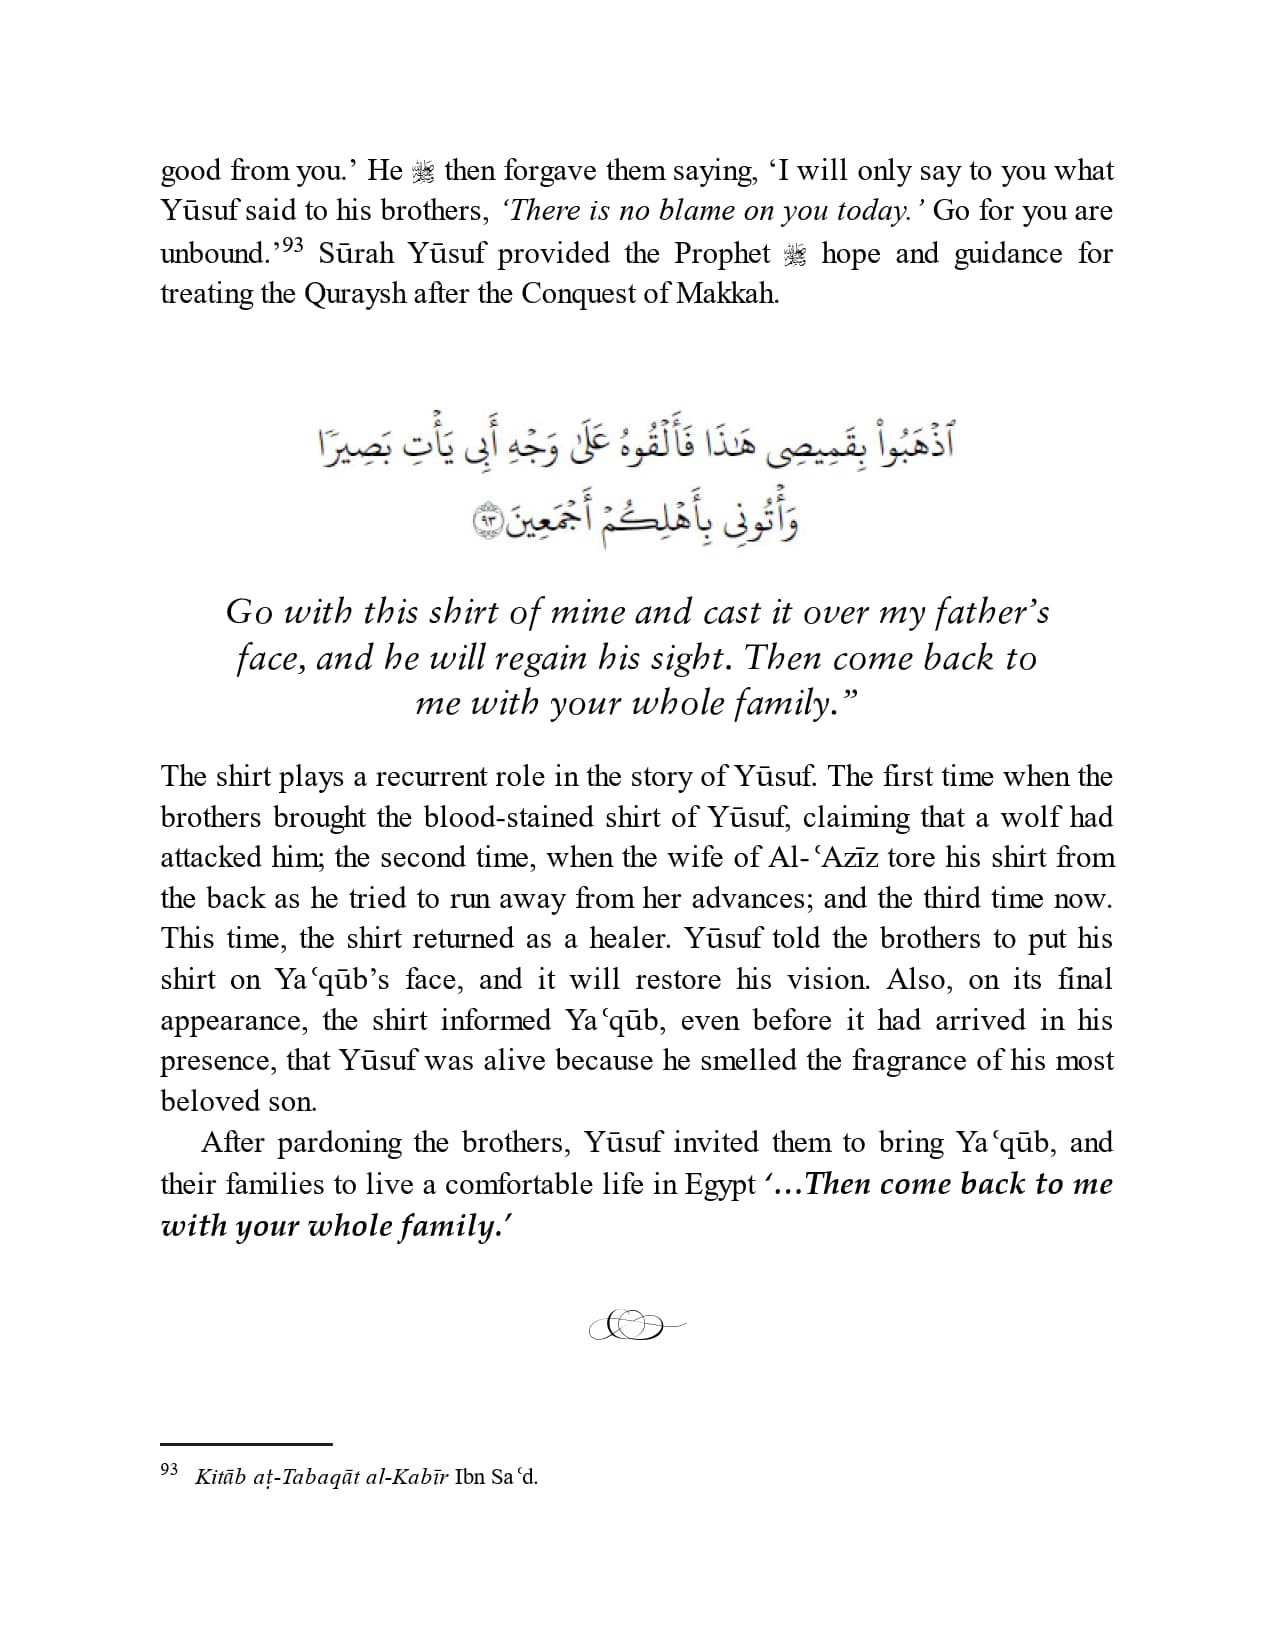 good from you.’ He ﷺ then forgave them saying, ‘I will only say to you what
Yūsuf said to his brothers, ‘There is no blame on you today.’ Go for you are
unbound.’93 Sūrah Yūsuf provided the Prophet ﷺ hope and guidance for
treating the Quraysh after the Conquest of Makkah.
ٱذْهَبُوا۟ بِقَمِيصِى هَـٰذَا فَأَلْقُوهُ عَلَىٰ وَجْهِ أَبِى يَأْتِ بَصِيرًا
وَأْتُونِى بِأَهْلِكُمْ أَجْمَعِينَ ٩٣
Go with this shirt of mine and cast it over my father’s
face, and he will regain his sight. Then come back to
me with your whole family.”
The shirt plays a recurrent role in the story of Yūsuf. The first time when the
brothers brought the blood-stained shirt of Yūsuf, claiming that a wolf had
attacked him; the second time, when the wife of Al-ʿAzīz tore his shirt from
the back as he tried to run away from her advances; and the third time now.
This time, the shirt returned as a healer. Yūsuf told the brothers to put his
shirt on Yaʿqūb’s face, and it will restore his vision. Also, on its final
appearance, the shirt informed Yaʿqūb, even before it had arrived in his
presence, that Yūsuf was alive because he smelled the fragrance of his most
beloved son.
After pardoning the brothers, Yūsuf invited them to bring Yaʿqūb, and
their families to live a comfortable life in Egypt ‘…Then come back to me
with your whole family.’
93 Kitāb aṭ-Tabaqāt al-Kabīr Ibn Saʿd.